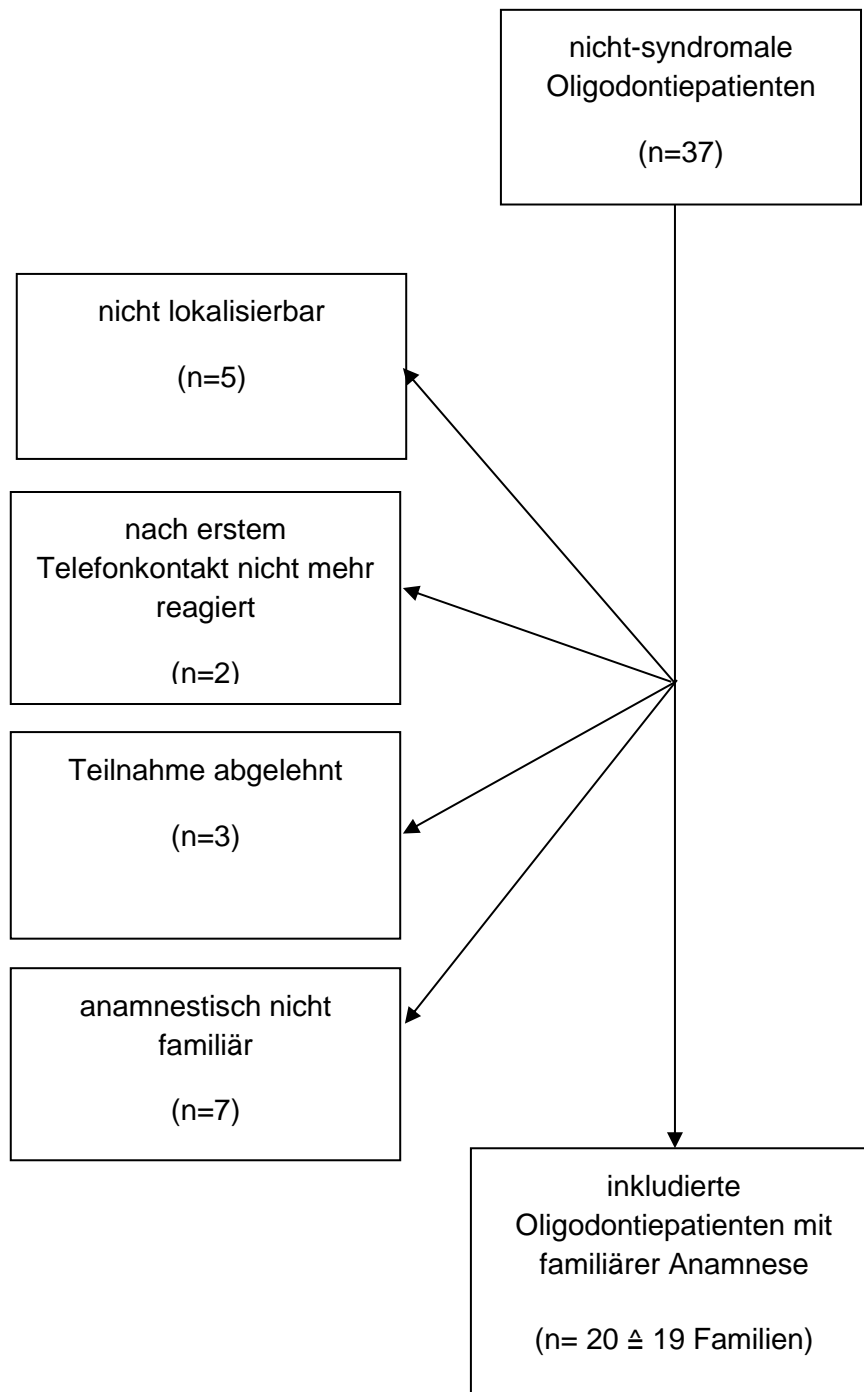 nicht-syndromale
Oligodontiepatienten
(n=37)
nicht lokalisierbar
(n=5)
nach erstem
Telefonkontakt nicht mehr
reagiert
(n=2)
Teilnahme abgelehnt
(n=3)
anamnestisch nicht
familiär
(n=7)
inkludierte
Oligodontiepatienten mit
familiärer Anamnese
(n= 20 ≙ 19 Familien)